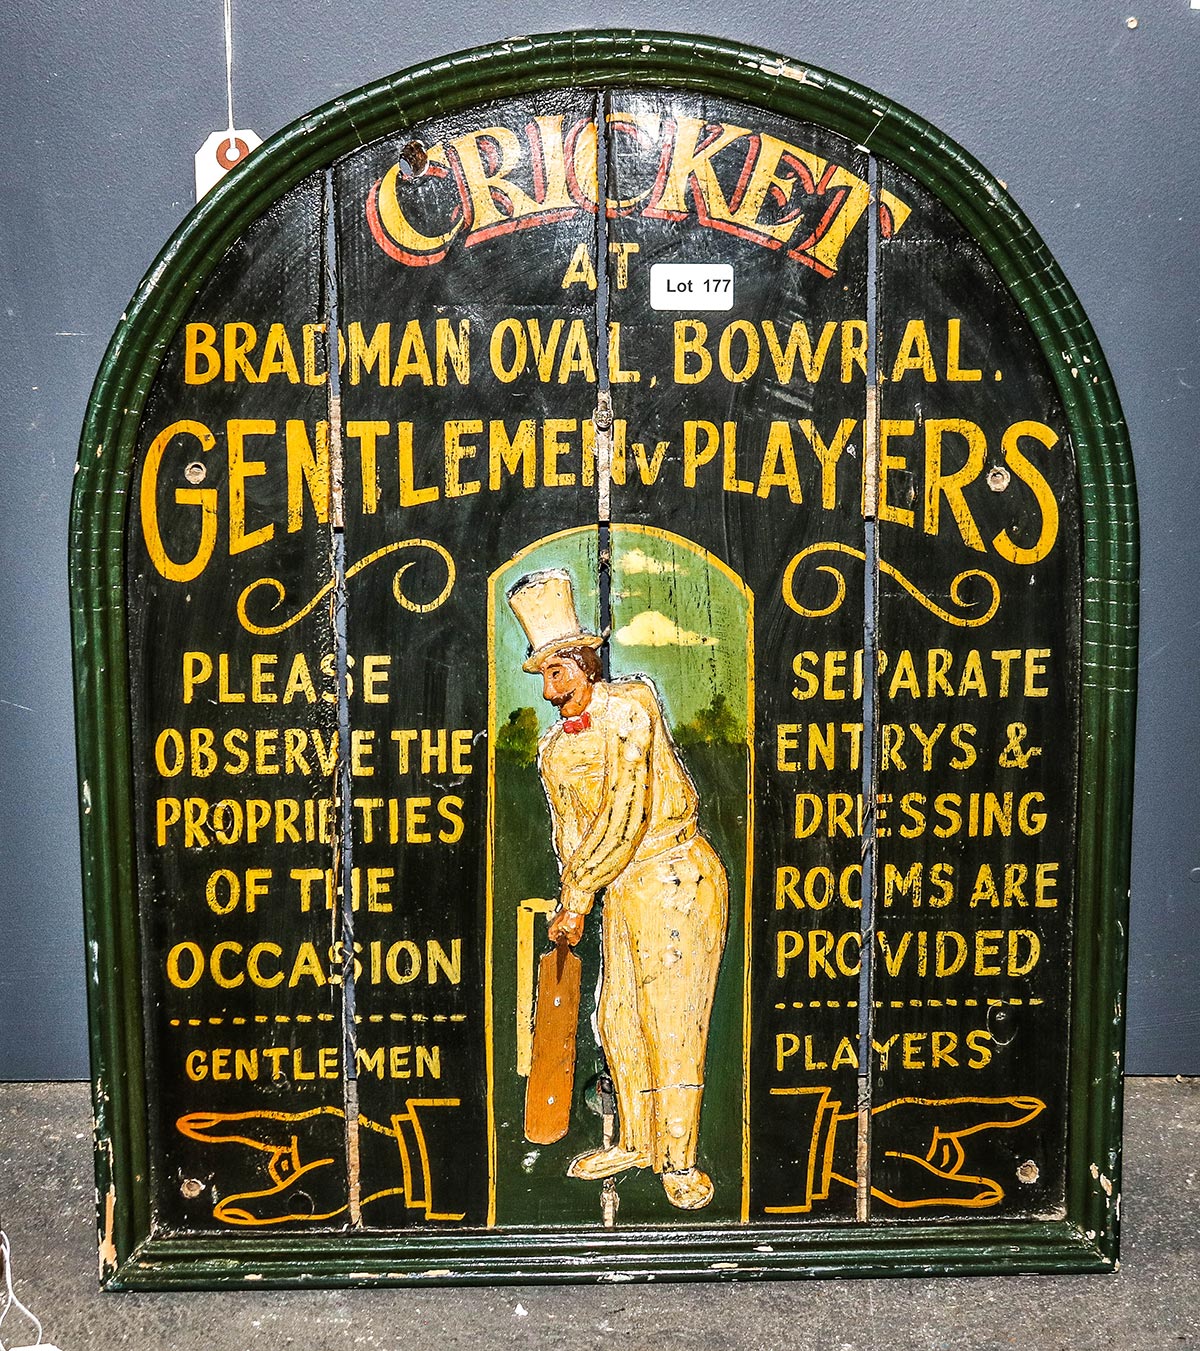 CRICKET
AT
Lot 177
BRADMAN OVAL, BOWRAL.
GENTLEMEN v PLAYERS
PLEASE
OBSERVE THE
PROPRIETIES
OF THE
OCCASION
GENTLEMEN
SEPARATE
ENTRYS &
DRESSING
ROOMS ARE
PROVIDED
PLAYERS